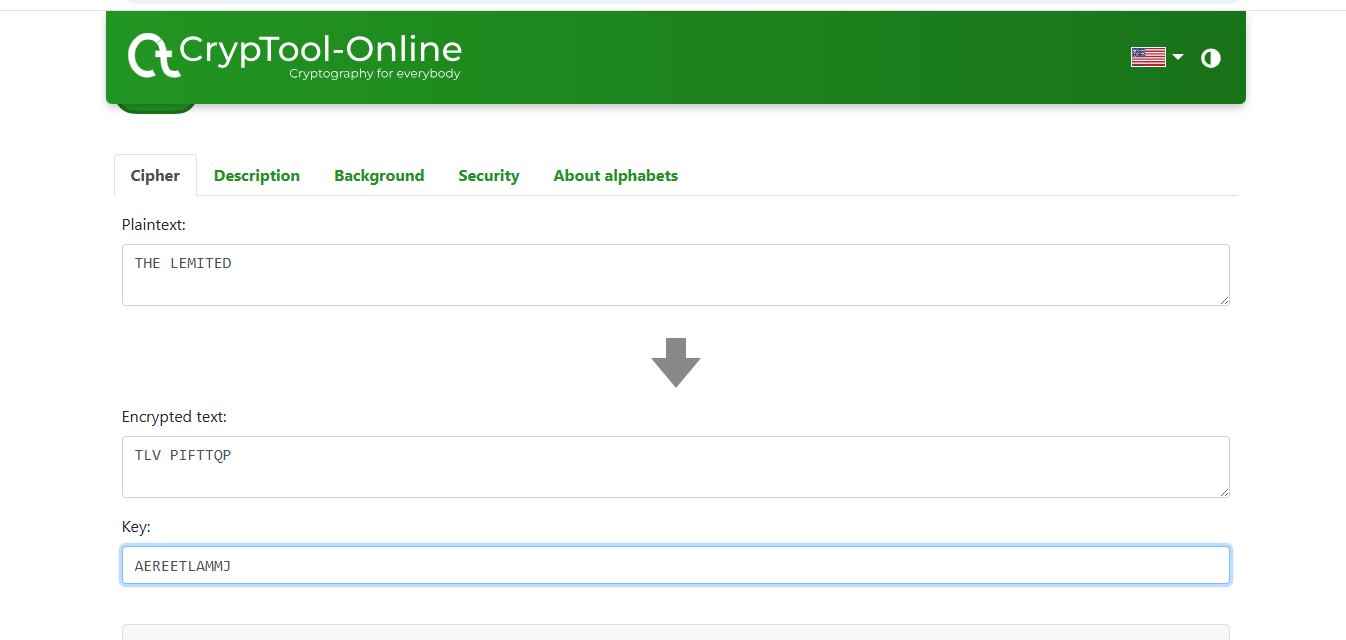 CrypTool-Online
Cryptography for everybody
Cipher Description Background Security About alphabets
Plaintext:
THE LEMITED
Encrypted text:
TLV PIFTTQP
Key:
AEREETLAMMJ